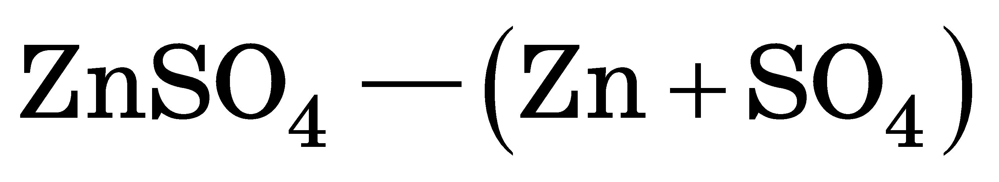 ZnSO₄ — (Zn + SO₄)